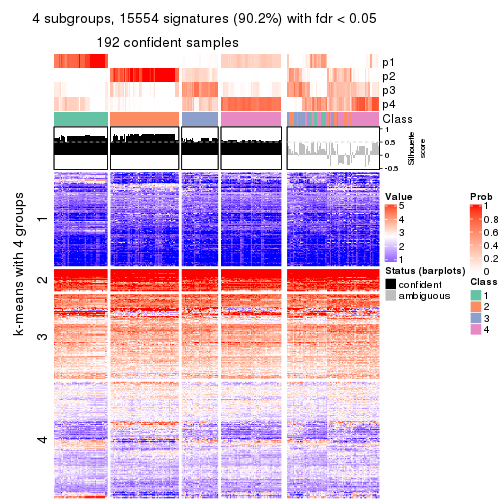 4 subgroups, 15554 signatures (90.2%) with fdr < 0.05
192 confident samples
p1
p2
p3
p4
Class
1
0.5
0
-0.5
Silhouette
score
k-means with 4 groups
1
2
3
4
Value
5
4
3
2
1
Status (barplots)
confident
ambiguous
Prob
1
0.8
0.6
0.4
0.2
0
Class
1
2
3
4